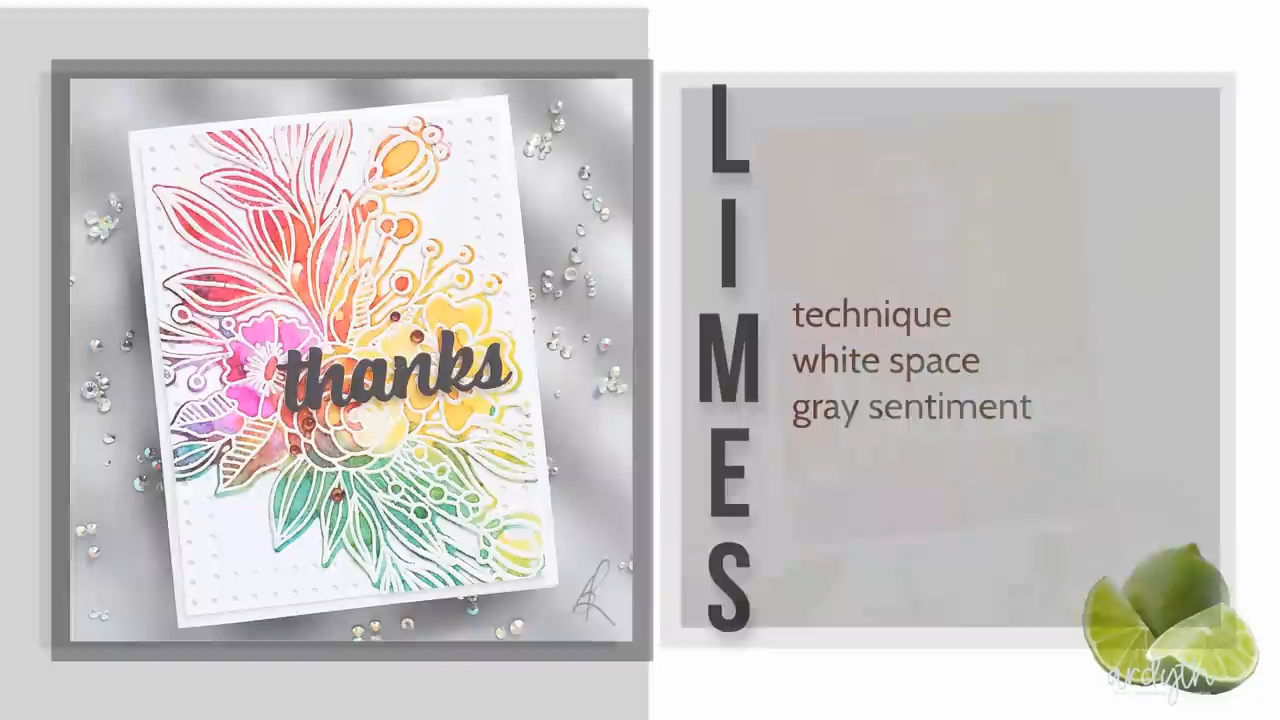 thanks
LIMES
technique
white space
gray sentiment
ardyth